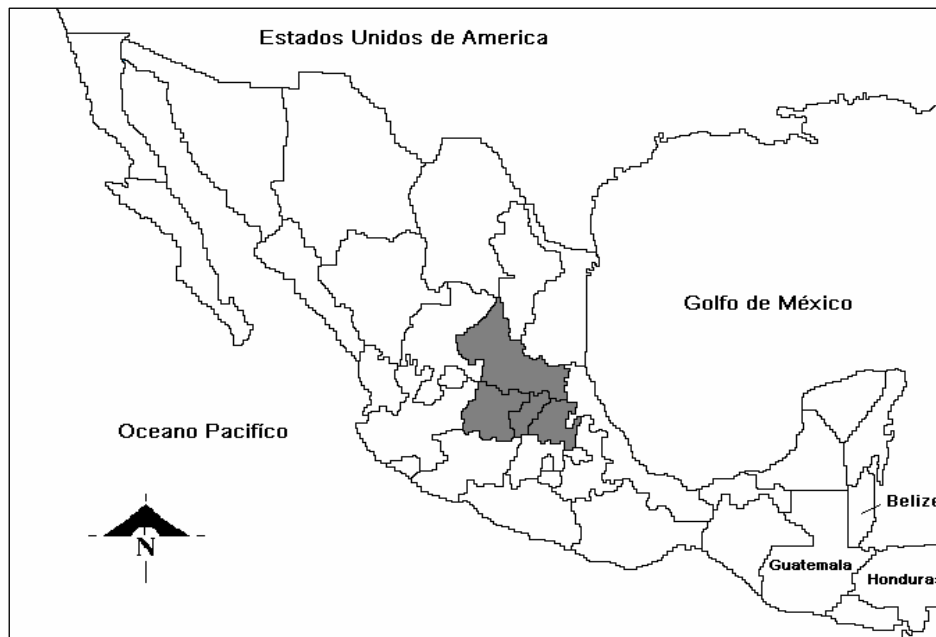 Estados Unidos de America
Golfo de México
Oceano Pacifíco
Belize
N
Guatemala
Honduras